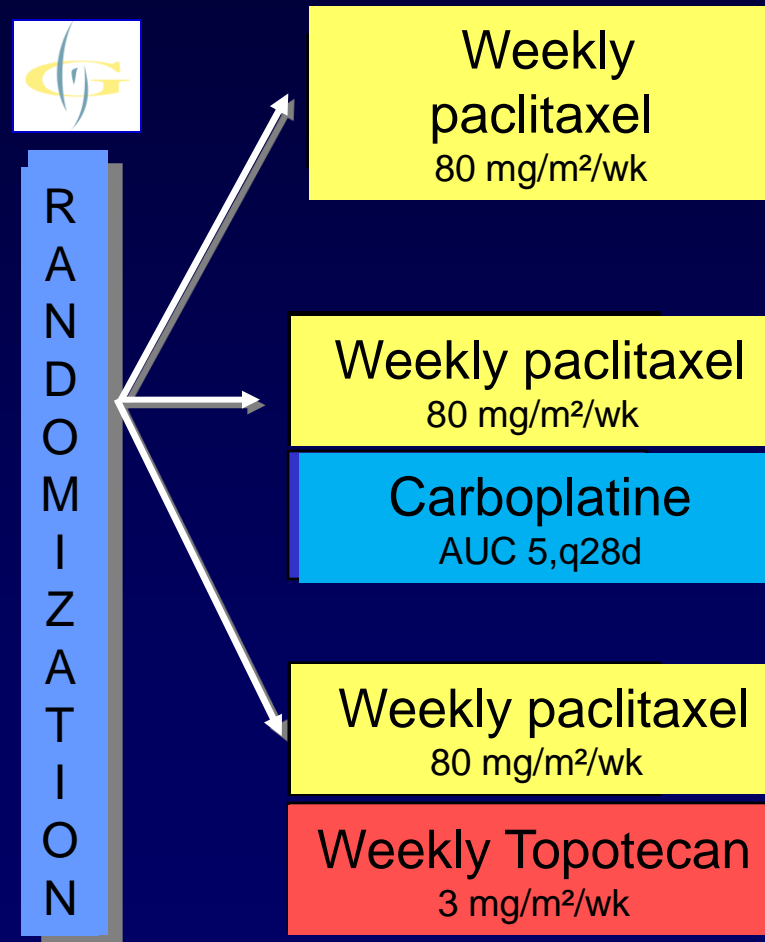 RANDOMIZATION
Weekly
paclitaxel
80 mg/m²/wk
Weekly paclitaxel
80 mg/m²/wk
Carboplatine
AUC 5,q28d
Weekly paclitaxel
80 mg/m²/wk
Weekly Topotecan
3 mg/m²/wk